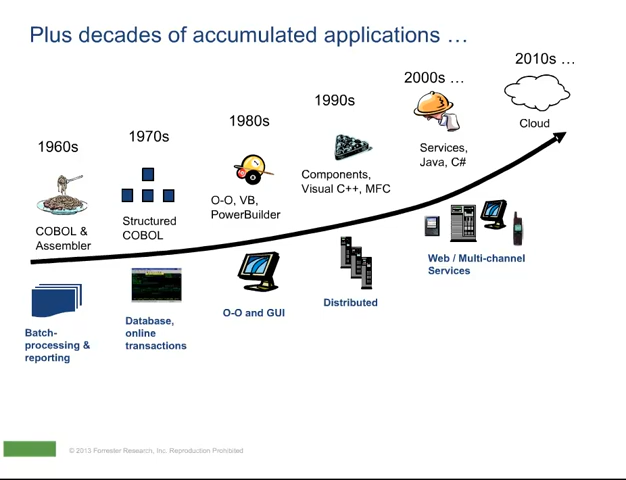 Plus decades of accumulated applications …
2010s …
2000s …
1990s
1980s
1970s
1960s
Cloud
Services,
Java, C#
Components,
Visual C++, MFC
O-O, VB,
PowerBuilder
Structured
COBOL
COBOL &
Assembler
Batch-
processing &
reporting
Database,
online
transactions
O-O and GUI
Distributed
Web / Multi-channel
Services
© 2013 Forrester Research, Inc. Reproduction Prohibited